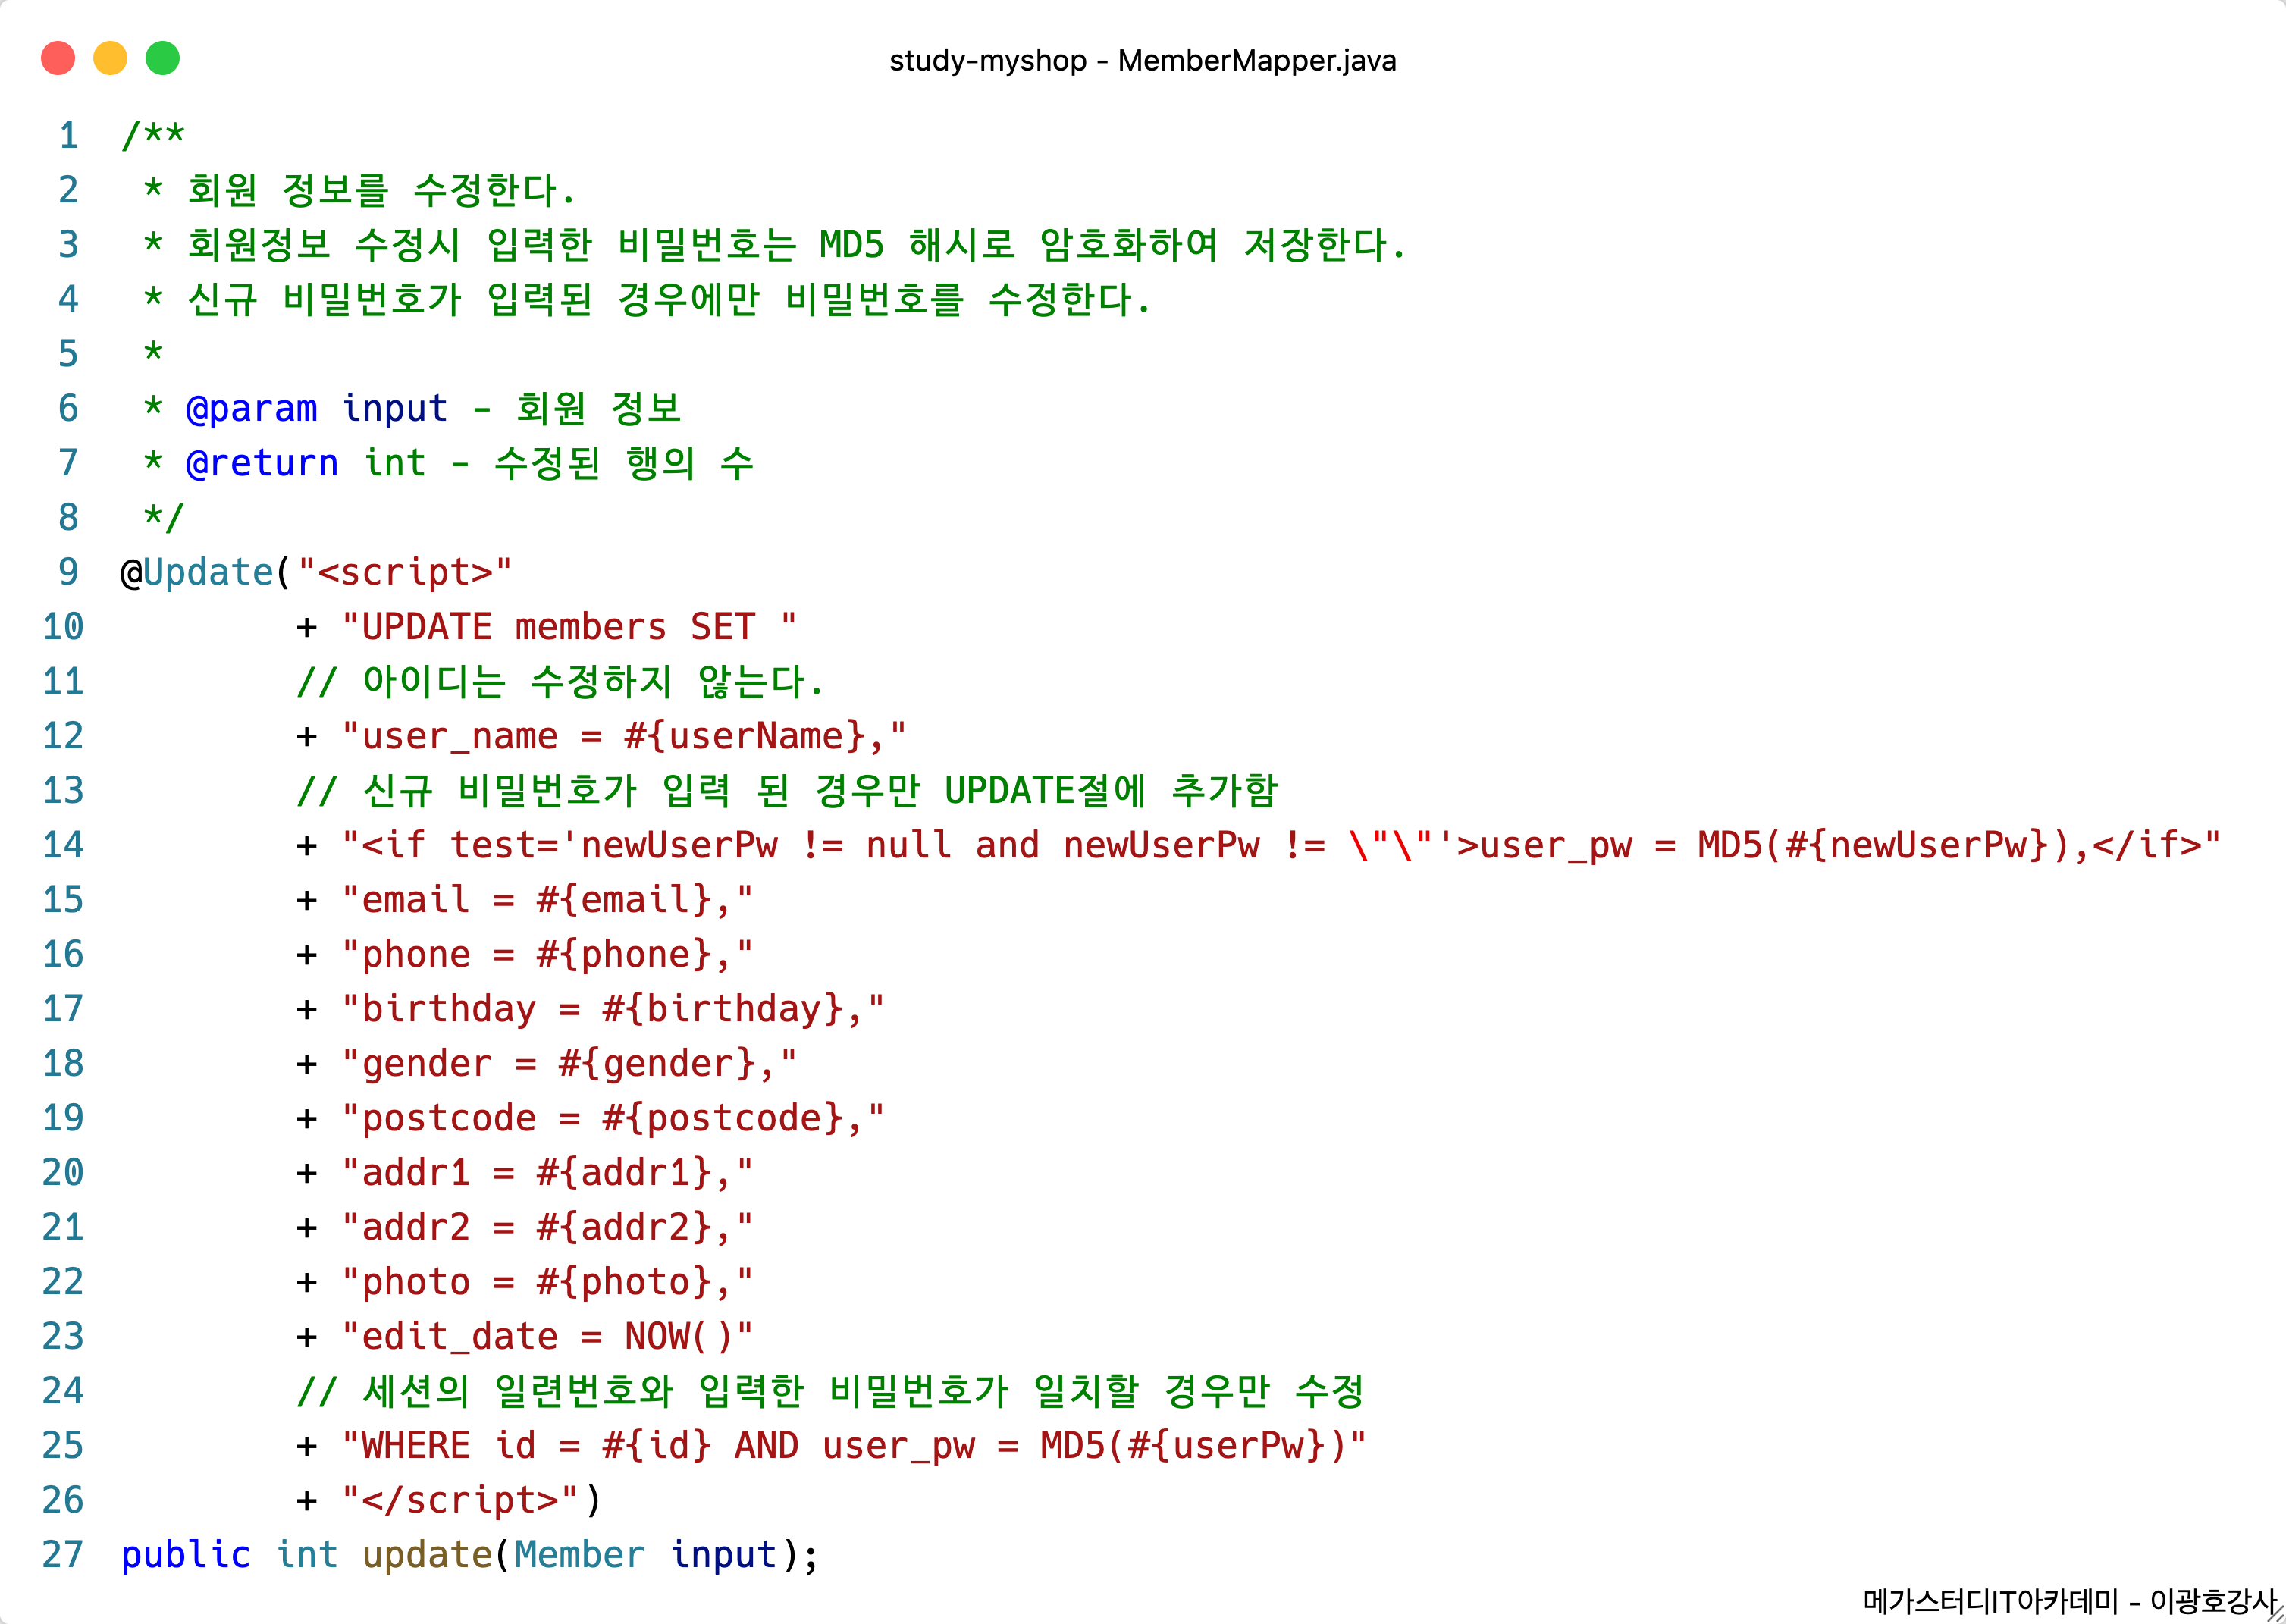 study-myshop - MemberMapper.java
1 /**
2  * 회원 정보를 수정한다.
3  * 회원정보 수정시 입력한 비밀번호는 MD5 해시로 암호화하여 저장한다.
4  * 신규 비밀번호가 입력된 경우에만 비밀번호를 수정한다.
5  *
6  * @param input - 회원 정보
7  * @return int - 수정된 행의 수
8  */
9 @Update("<script>"
10         + "UPDATE members SET "
11         // 아이디는 수정하지 않는다.
12         + "user_name = #{userName},"
13         // 신규 비밀번호가 입력 된 경우만 UPDATE절에 추가함
14         + "<if test='newUserPw != null and newUserPw != \"\"'>user_pw = MD5(#{newUserPw}),</if>"
15         + "email = #{email},"
16         + "phone = #{phone},"
17         + "birthday = #{birthday},"
18         + "gender = #{gender},"
19         + "postcode = #{postcode},"
20         + "addr1 = #{addr1},"
21         + "addr2 = #{addr2},"
22         + "photo = #{photo},"
23         + "edit_date = NOW()"
24         // 세션의 일련번호와 입력한 비밀번호가 일치할 경우만 수정
25         + "WHERE id = #{id} AND user_pw = MD5(#{userPw})"
26         + "</script>")
27 public int update(Member input);
메가스터디IT아카데미 - 이광호강사